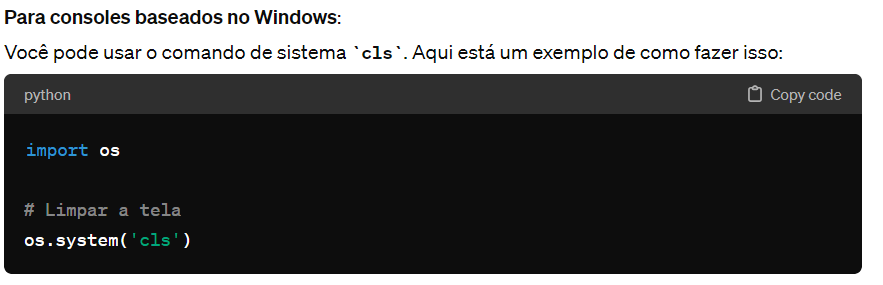 Para consoles baseados no Windows:
Você pode usar o comando de sistema `cls`. Aqui está um exemplo de como fazer isso:
python
Copy code
import os
# Limpar a tela
os.system('cls')